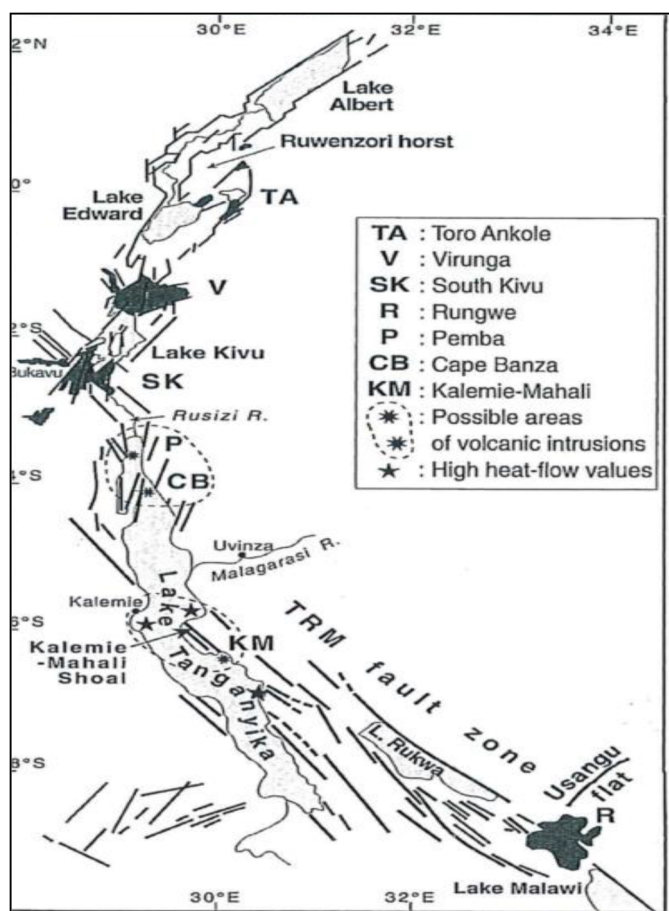 30°E 32°E 34°E
2°N
Lake
Albert
Ruwenzori horst
0°
Lake
Edward
TA
TA : Toro Ankole
V : Virunga
SK : South Kivu
R : Rungwe
P : Pemba
CB : Cape Banza
KM : Kalemie-Mahali
: Possible areas
of volcanic intrusions
: High heat-flow values
V
2°S
Lake Kivu
Bukavu
SK
Rusizi R.
P
4°S
CB
Uvinza
Malagarasi R.
Kalemie
6°S
Kalemie
-Mahali
Shoal
KM
Lake
Tanganyika
TRM fault zone
8°S
L. Rukwa
Usangu
flat
R
Lake Malawi
30°E 32°E